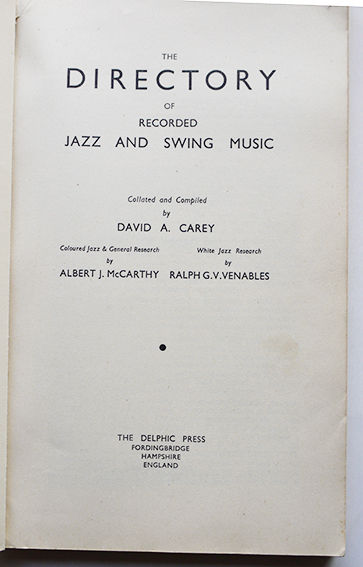 THE
DIRECTORY
OF
RECORDED
JAZZ AND SWING MUSIC
Collated and Compiled
by
DAVID A. CAREY
Coloured Jazz & General Research
by
ALBERT J. McCARTHY
White Jazz Research
by
RALPH G.V. VENABLES
THE DELPHIC PRESS
FORDINGBRIDGE
HAMPSHIRE
ENGLAND